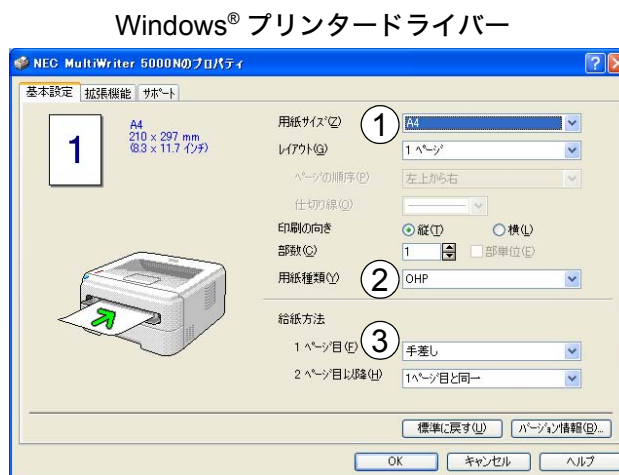 Windows® プリンタードライバー
NEC MultiWriter 5000Nのプロパティ
基本設定 拡張機能 サポート
1
A4
210 x 297 mm
(8.3 x 11.7 インチ)
用紙サイズ(Z) ① A4
レイアウト(G) 1 ページ
ページの順序(P) 左上から右
仕切り線(O)
印刷の向き 縦(T) 横(L)
部数(C) 1 部単位(E)
用紙種類(Y) ② OHP
給紙方法
1 ページ目(F) ③ 手差し
2 ページ目以降(H) 1ページ目と同一
標準に戻す(U) バージョン情報(B)...
OK キャンセル ヘルプ